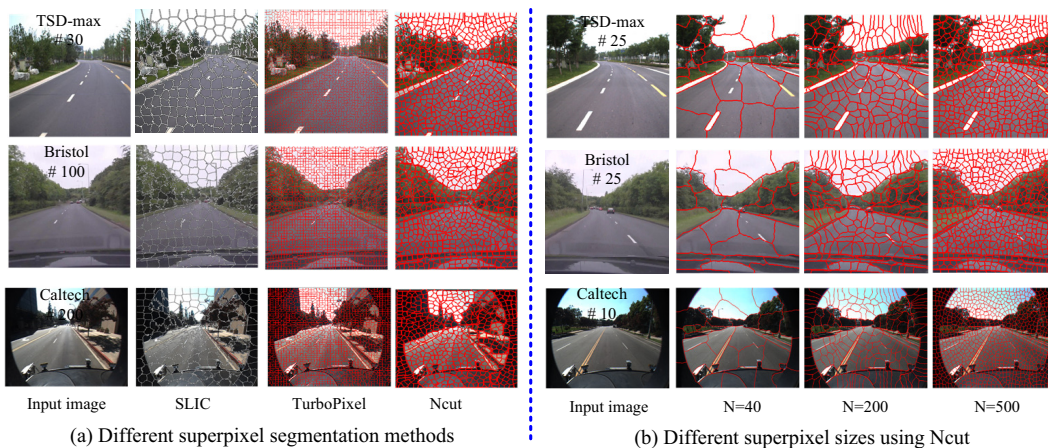 TSD-max
# 30
Bristol
# 100
Caltech
# 200
Input image SLIC TurboPixel Ncut
(a) Different superpixel segmentation methods
TSD-max
# 25
Bristol
# 25
Caltech
# 10
Input image N=40 N=200 N=500
(b) Different superpixel sizes using Ncut